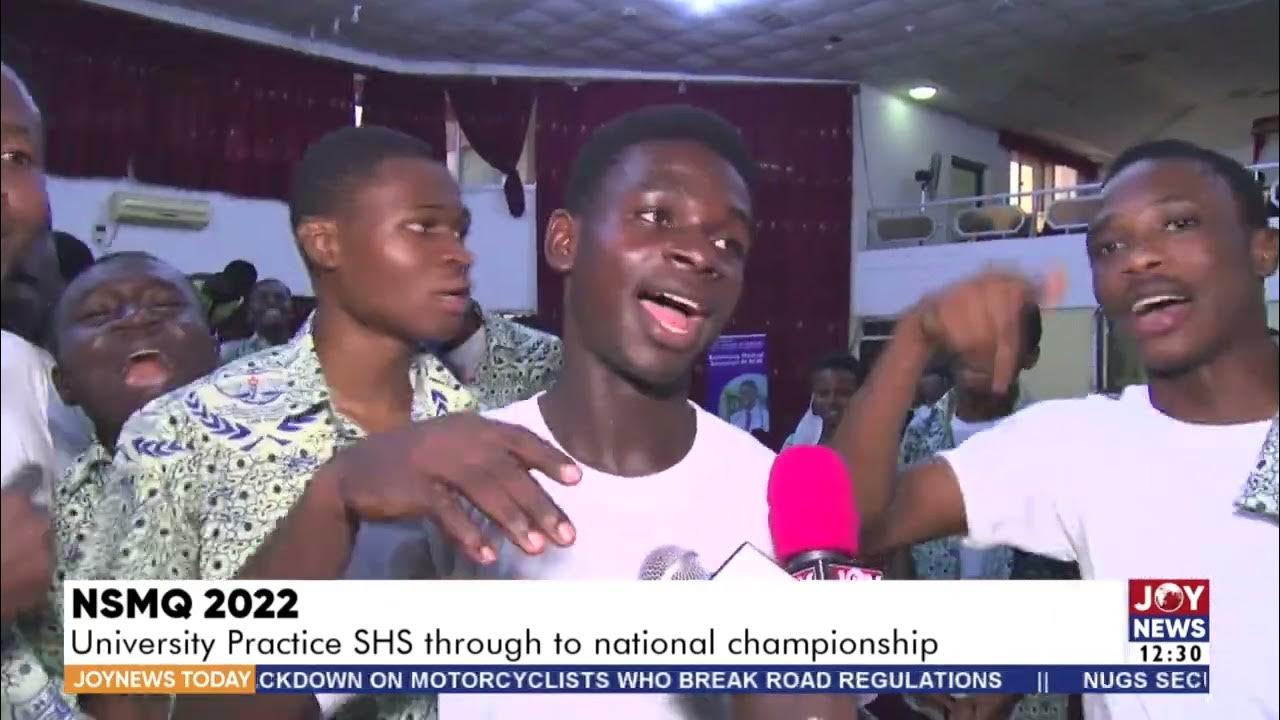 NSMQ 2022
University Practice SHS through to national championship
JOY
NEWS
12:30
JOYNEWS TODAY
CKDOWN ON MOTORCYCLISTS WHO BREAK ROAD REGULATIONS || NUGS SEC
JOY